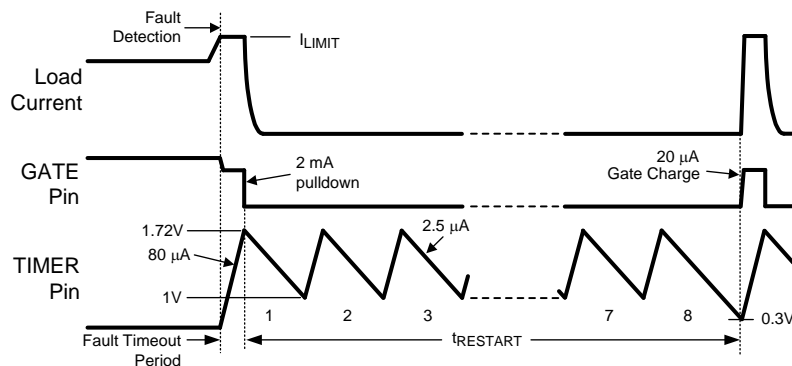 Fault
Detection
ILIMIT
Load
Current
GATE
Pin
2 mA
pulldown
20 μA
Gate Charge
1.72V
2.5 μA
80 μA
TIMER
Pin
1V
1 2 3 7 8
0.3V
Fault Timeout
Period
tRESTART